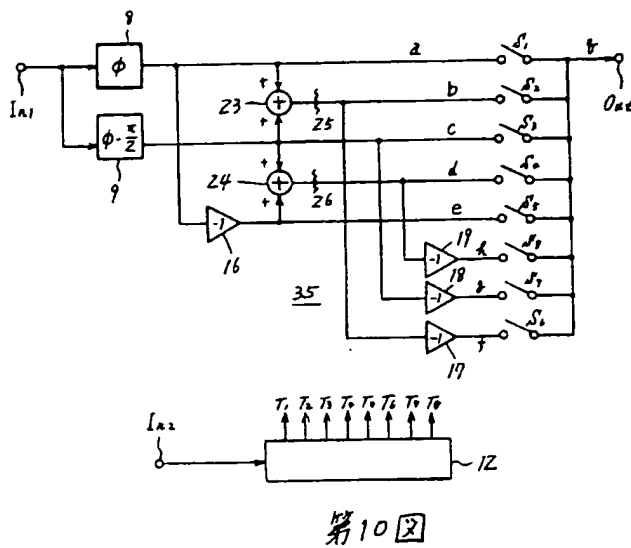 8
φ
In1
a
S1
g
Out
+
23
+
25
b
S2
c
S3
φ-π/2
9
+
24
+
26
d
S4
e
S5
-1
16
-1
19
h
S8
-1
18
g
S7
35
-1
17
f
S6
T1 T2 T3 T4 T4 T6 T7 T8
In2
12
第10図